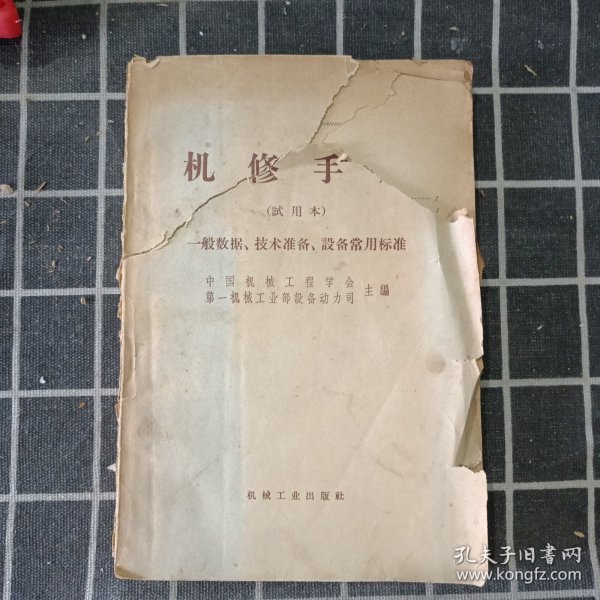 机修手
(試用本)
一般数据、技术准备、設备常用标准
中国机械工程学会
第一机械工业部設备动力司
主編
机械工业出版社
孔夫子旧书网
www.kongfz.com